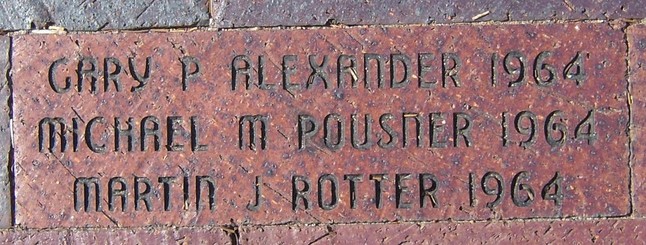 GARY P ALEXANDER 1964
MICHAEL M POUSNER 1964
MARTIN J ROTTER 1964